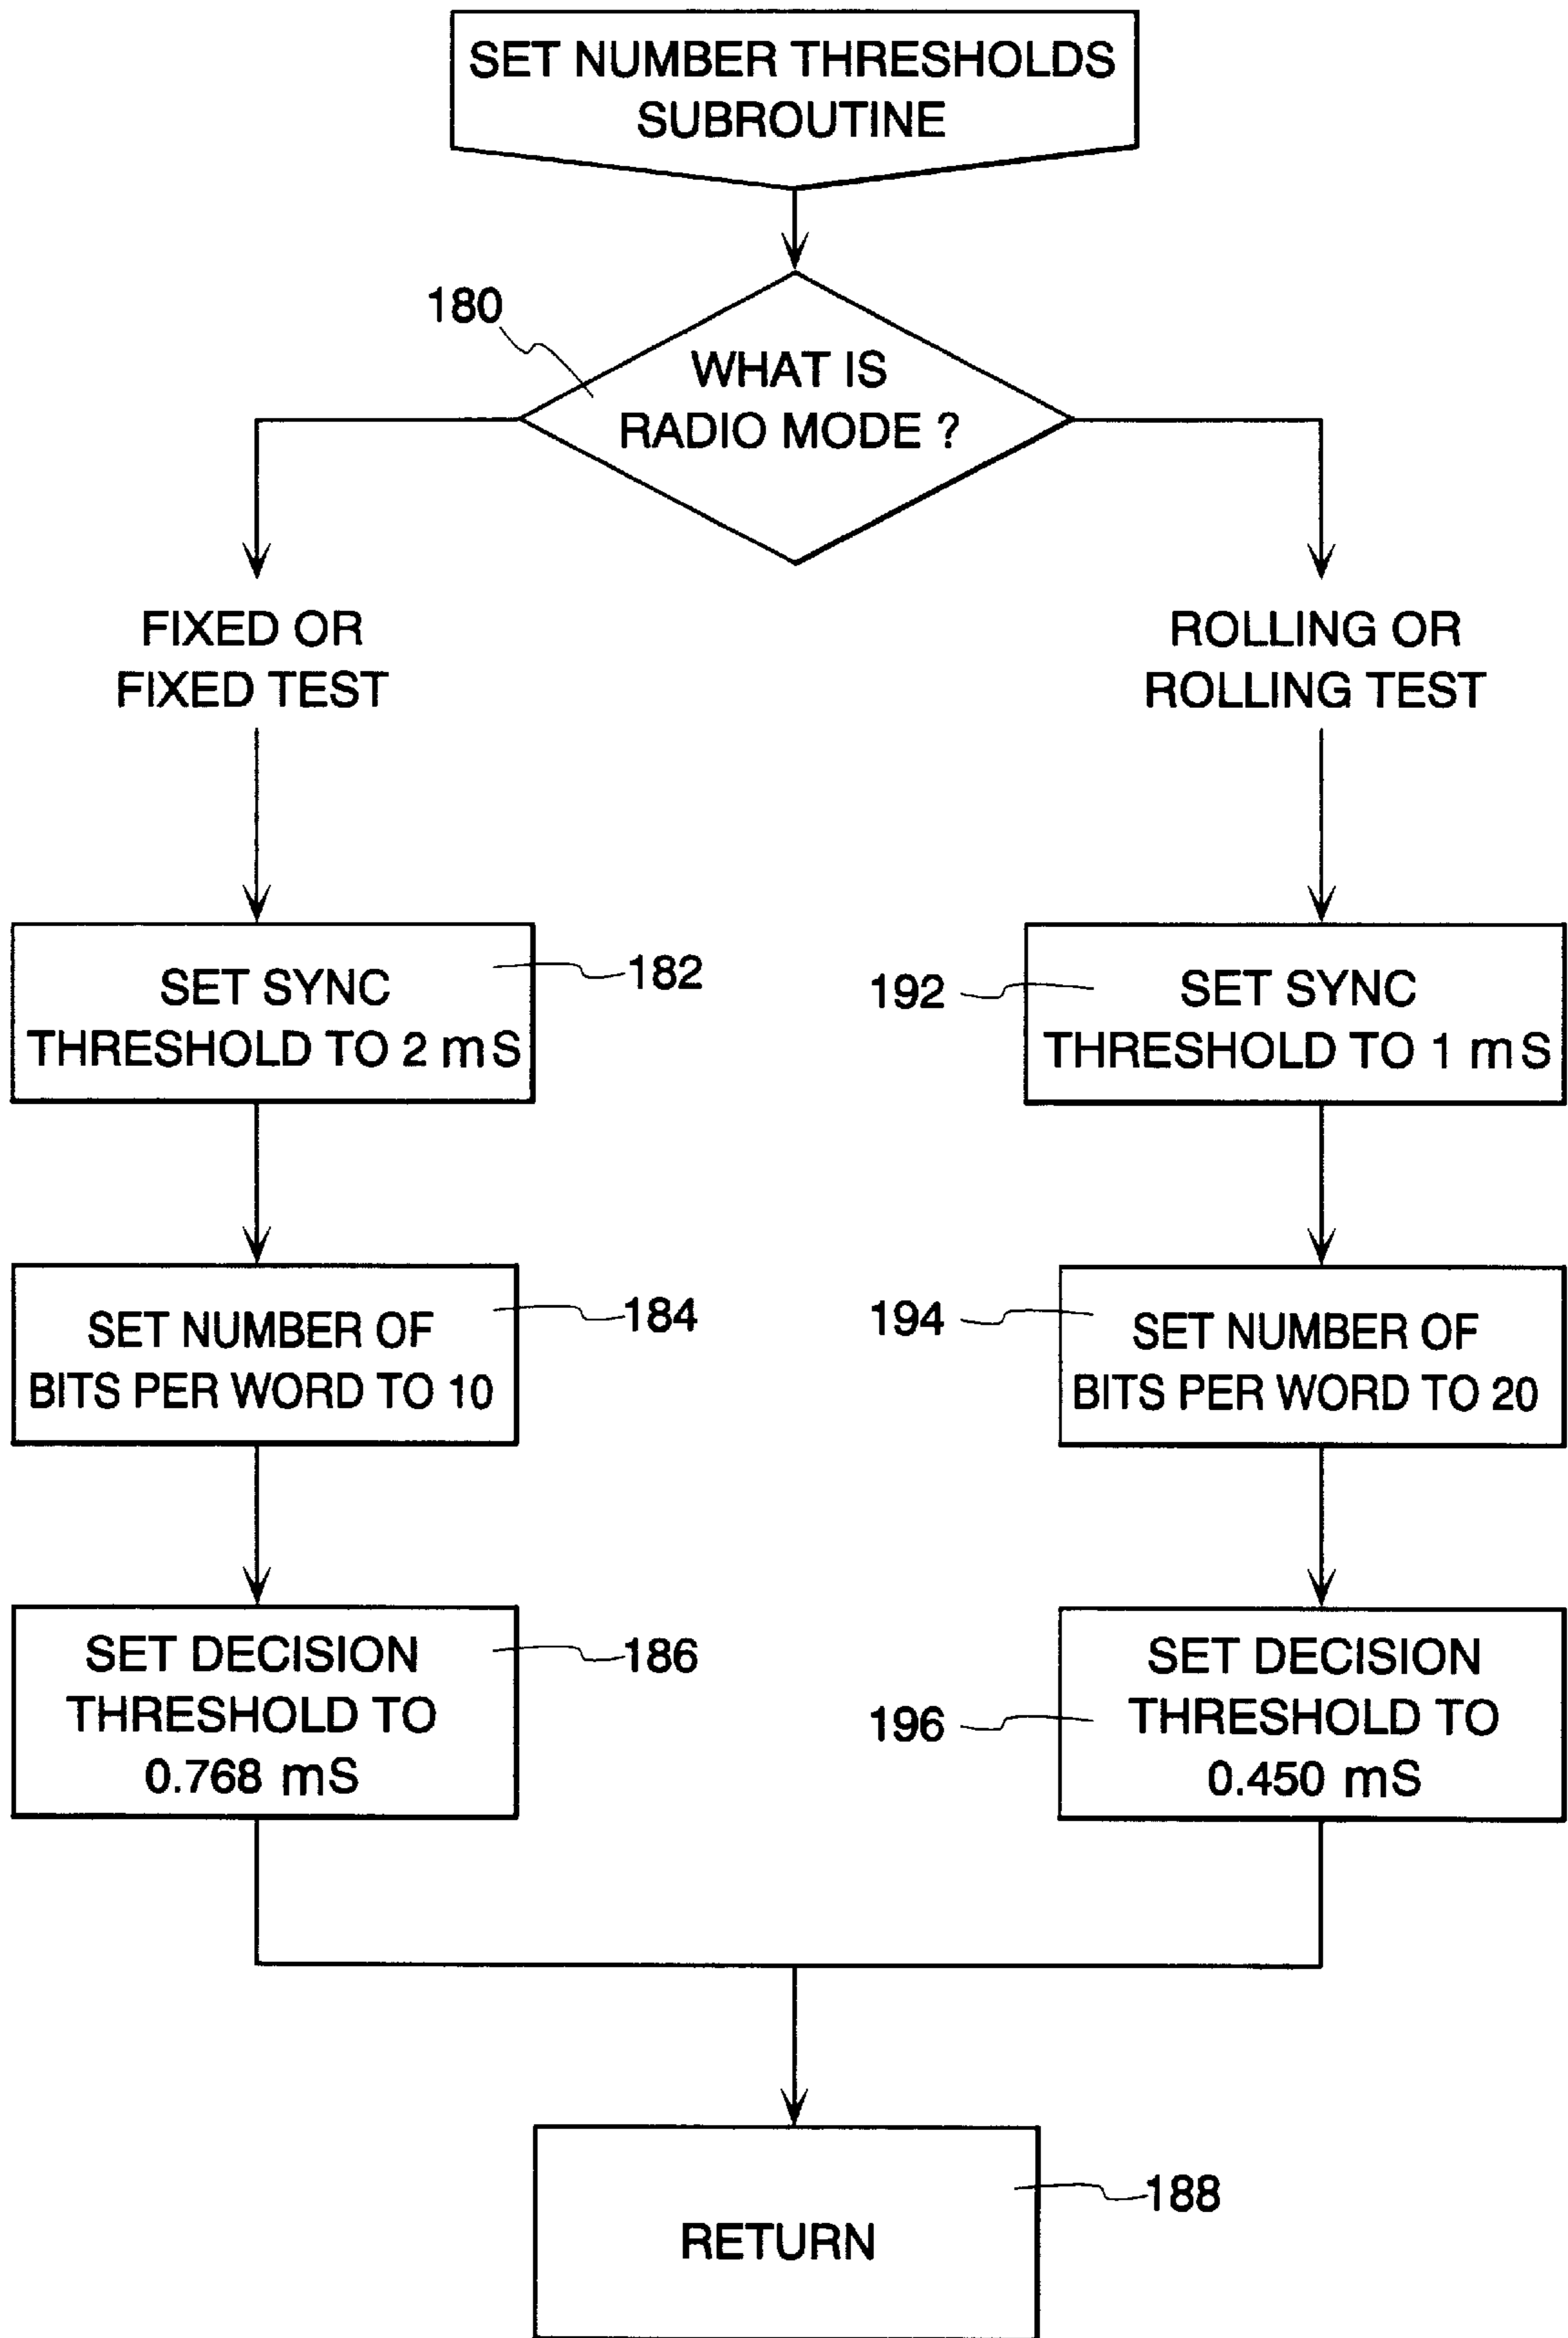 SET NUMBER THRESHOLDS
SUBROUTINE
180
WHAT IS
RADIO MODE ?
FIXED OR
FIXED TEST
ROLLING OR
ROLLING TEST
SET SYNC
THRESHOLD TO 2 mS
182
192
SET SYNC
THRESHOLD TO 1 mS
SET NUMBER OF
BITS PER WORD TO 10
184
194
SET NUMBER OF
BITS PER WORD TO 20
SET DECISION
THRESHOLD TO
0.768 mS
186
196
SET DECISION
THRESHOLD TO
0.450 mS
RETURN
188